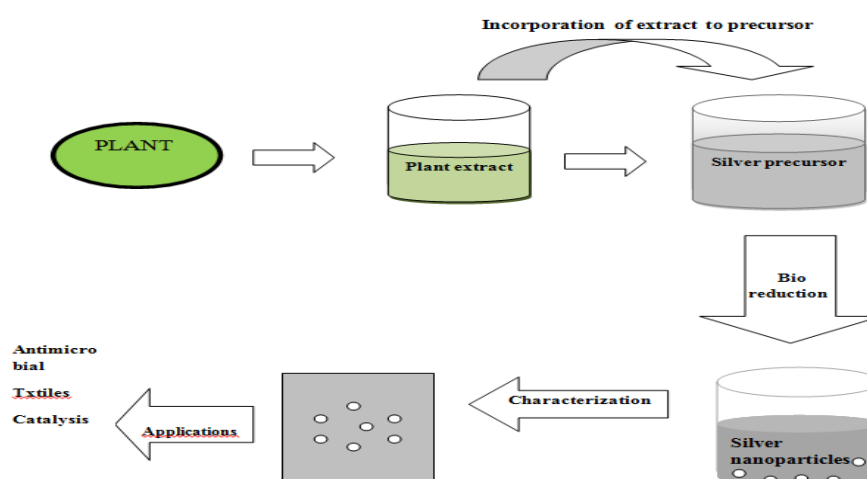 Incorporation of extract to precursor
PLANT
Plant extract
Silver precursor
Bio
reduction
Antimicro
bial
Txtiles
Catalysis
Applications
Characterization
Silver
nanoparticles